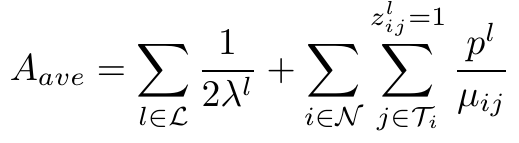 A_{ave} = \sum_{l \in \mathcal{L}} \frac{1}{2\lambda^l} + \sum_{i \in \mathcal{N}} \sum_{j \in \mathcal{T}_i}^{z_{ij}^l = 1} \frac{p^l}{\mu_{ij}}